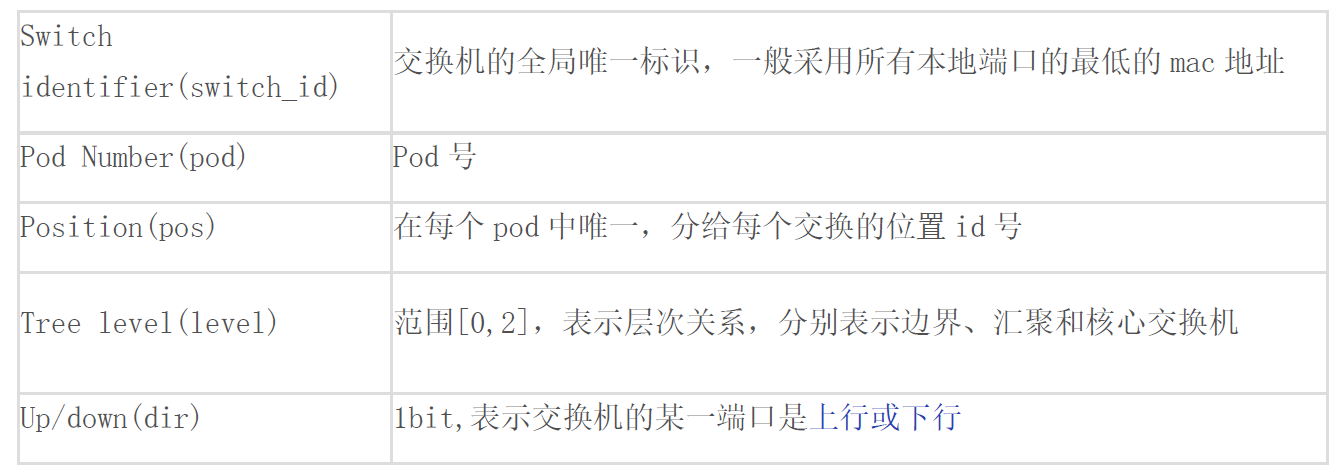 Switch
identifier(switch_id)
交换机的全局唯一标识，一般采用所有本地端口的最低的 mac 地址
Pod Number(pod)
Pod 号
Position(pos)
在每个 pod 中唯一，分给每个交换的位置 id 号
Tree level(level)
范围[0,2]，表示层次关系，分别表示边界、汇聚和核心交换机
Up/down(dir)
1bit,表示交换机的某一端口是上行或下行